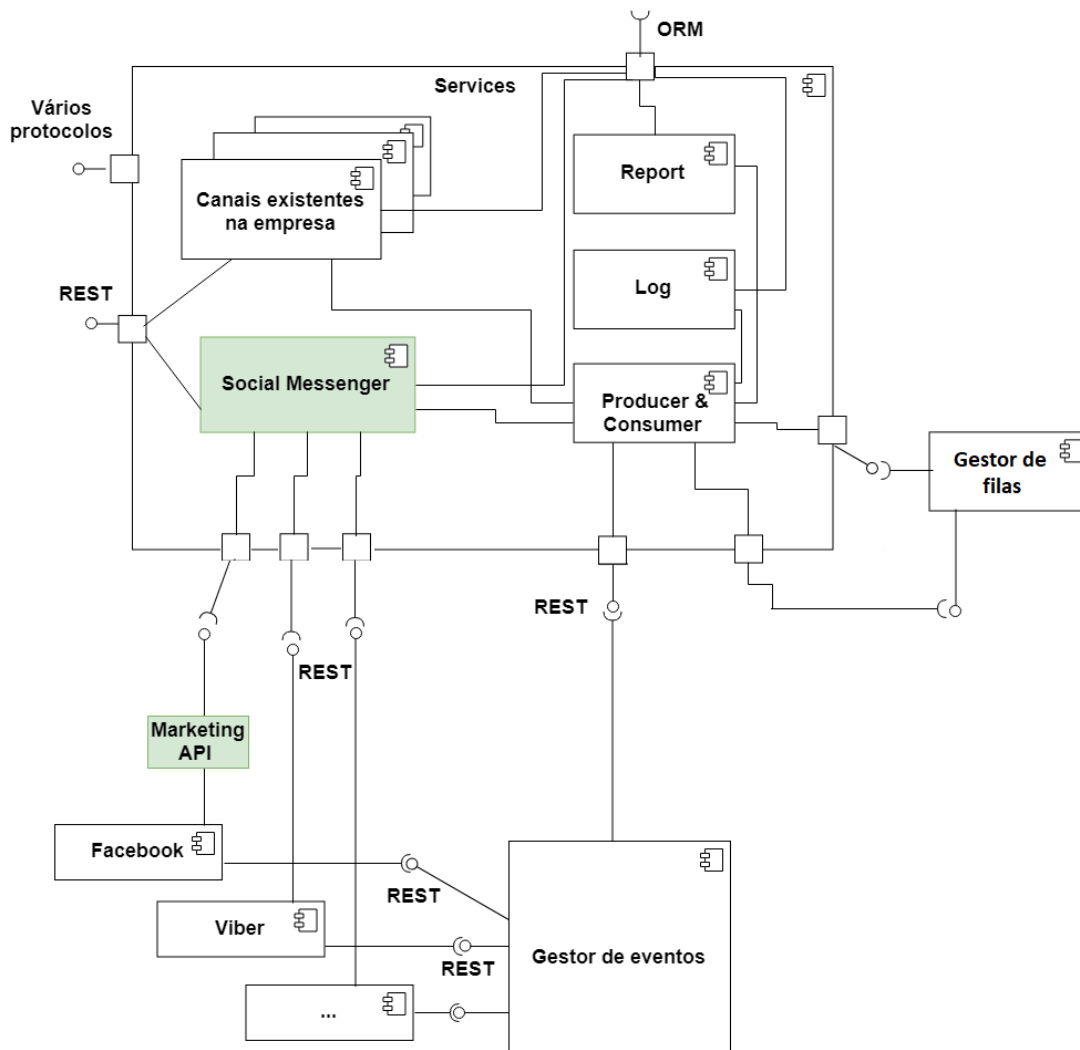 ORM
Services
Vários
protocolos
Canais existentes
na empresa
Report
Log
REST
Social Messenger
Producer &
Consumer
Gestor de
filas
REST
REST
Marketing
API
Facebook
REST
Viber
REST
Gestor de eventos
...